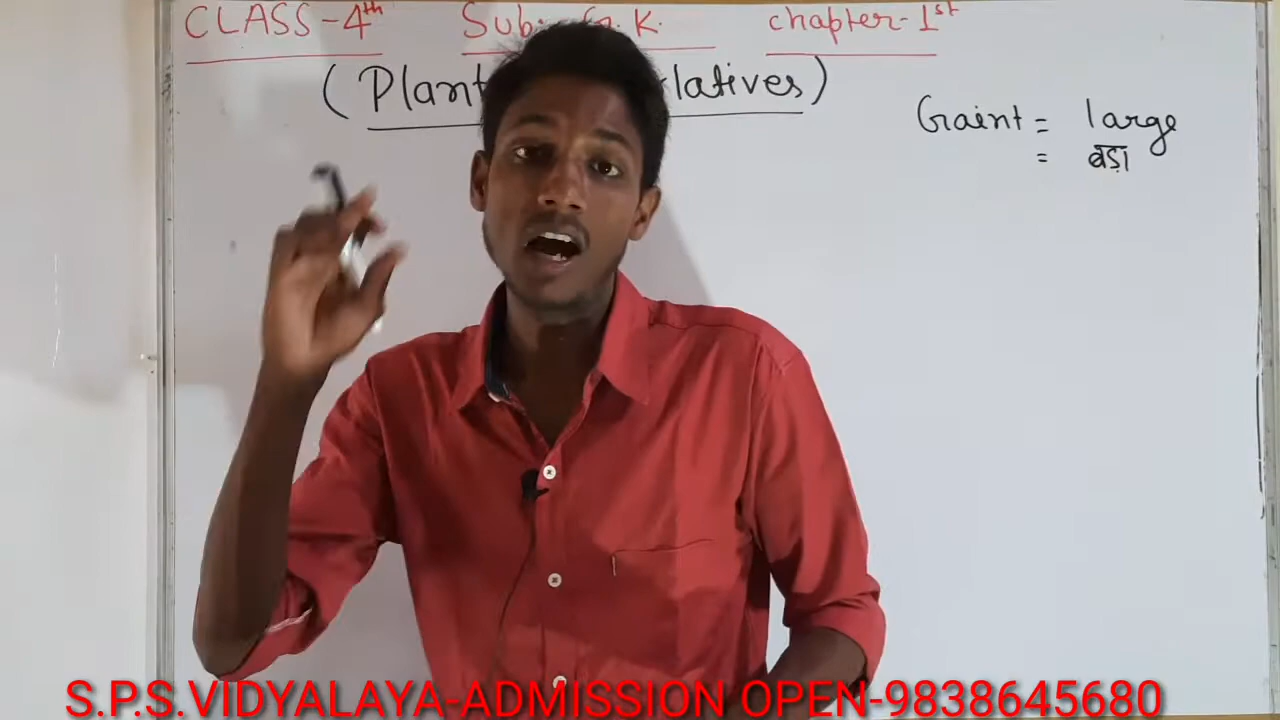 CLASS-4th Sub: G. K. chapter-1st
(Plant latives)
Graint = large
= बड़ा
S.P.S.VIDYALAYA-ADMISSION OPEN-9838645680